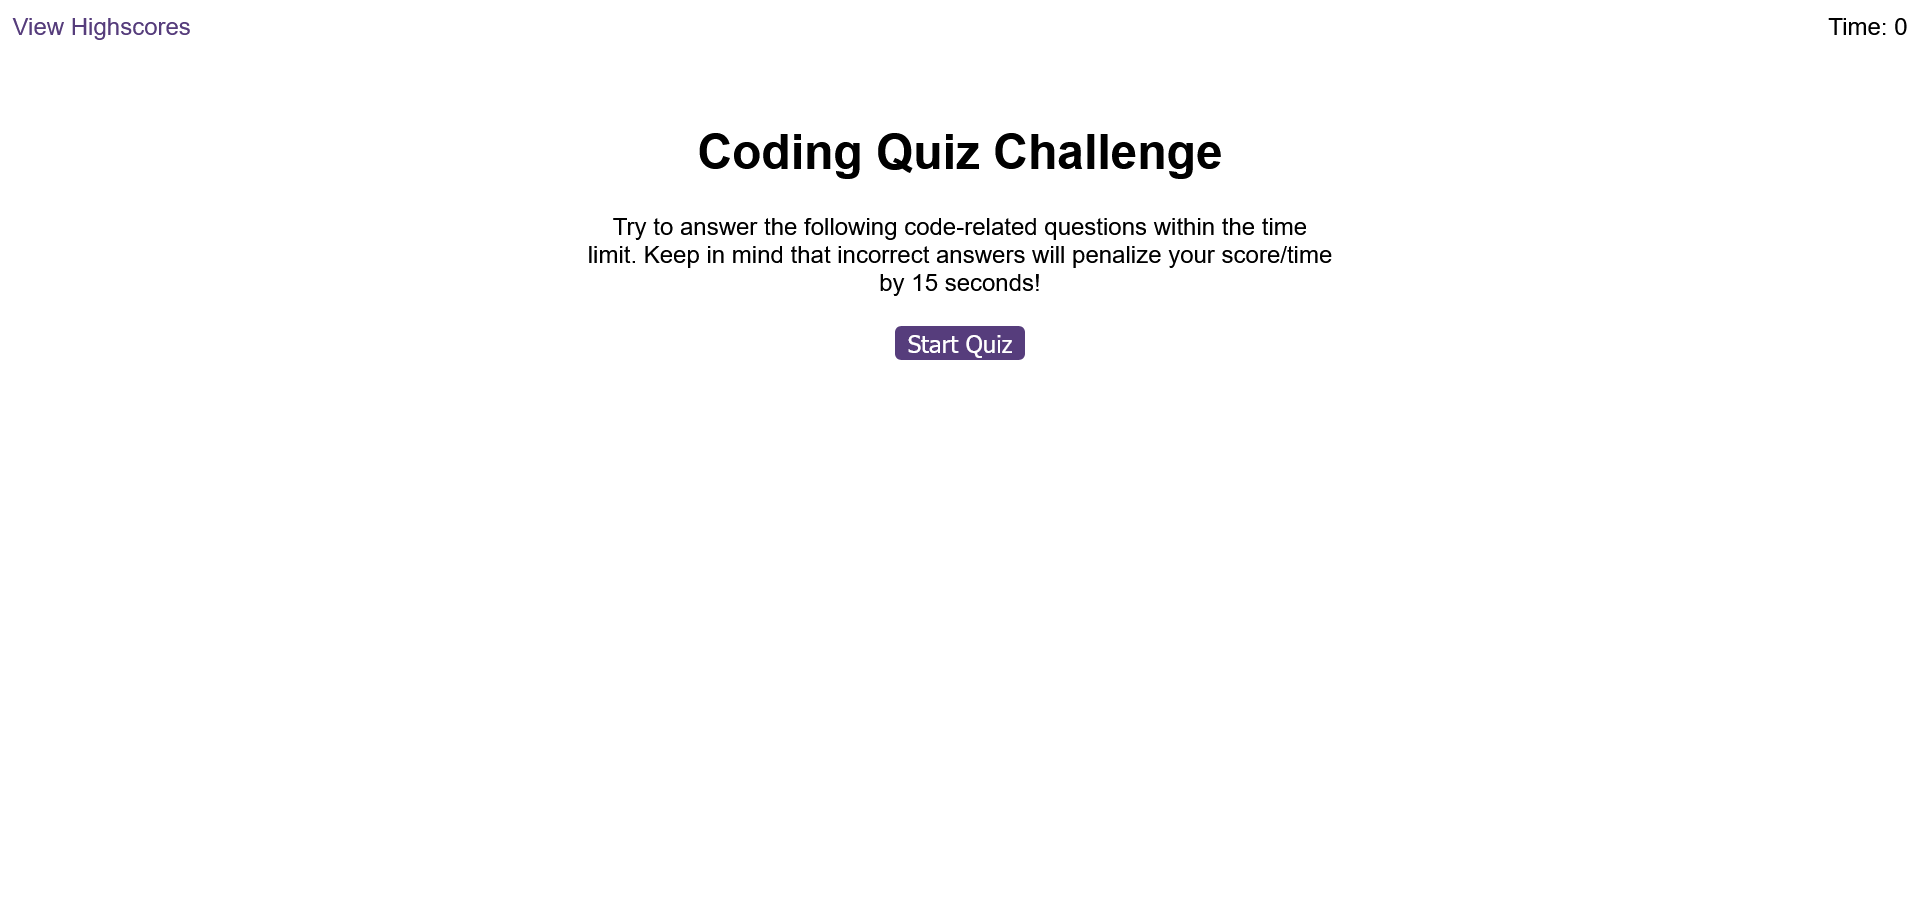 View Highscores
Time: 0
Coding Quiz Challenge
Try to answer the following code-related questions within the time
limit. Keep in mind that incorrect answers will penalize your score/time
by 15 seconds!
Start Quiz